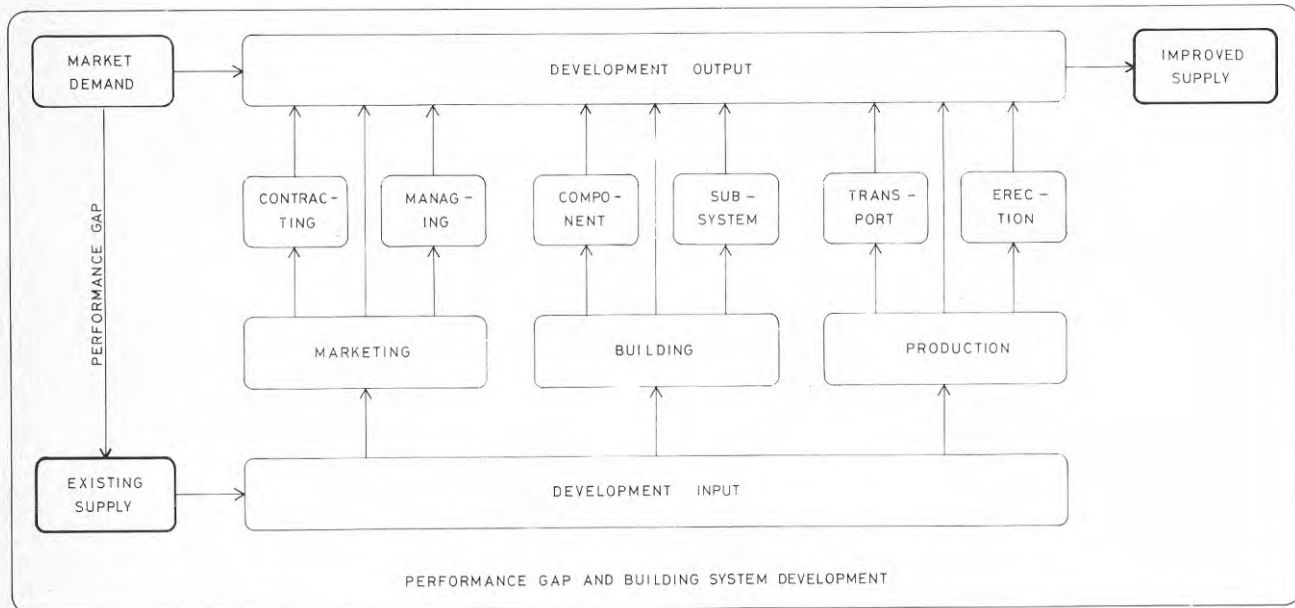 MARKET
DEMAND
DEVELOPMENT OUTPUT
IMPROVED
SUPPLY
CONTRAC-
TING
MANAG-
ING
COMPO-
NENT
SUB-
SYSTEM
TRANS-
PORT
EREC-
TION
PERFORMANCE GAP
MARKETING
BUILDING
PRODUCTION
EXISTING
SUPPLY
DEVELOPMENT INPUT
PERFORMANCE GAP AND BUILDING SYSTEM DEVELOPMENT